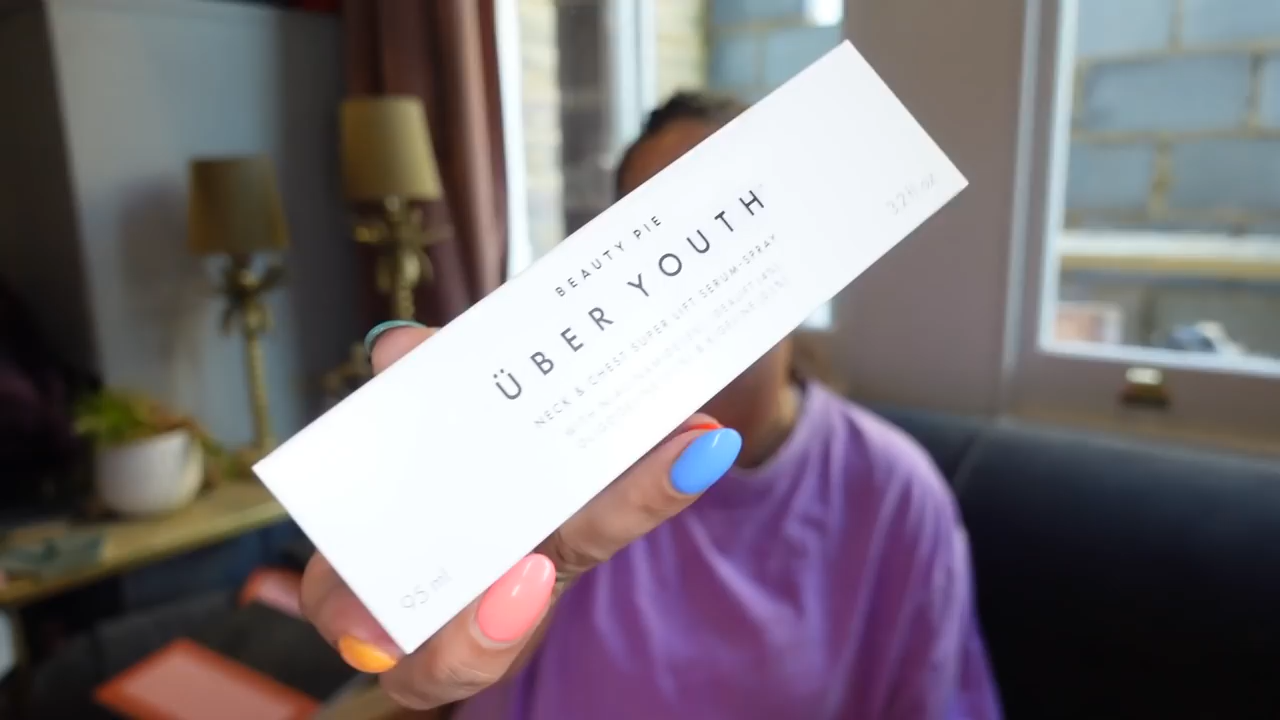 BEAUTY PIE
ÜBER YOUTH
NECK & CHEST SUPER LIFT SERUM-SPRAY
95 ml
3.2 fl oz